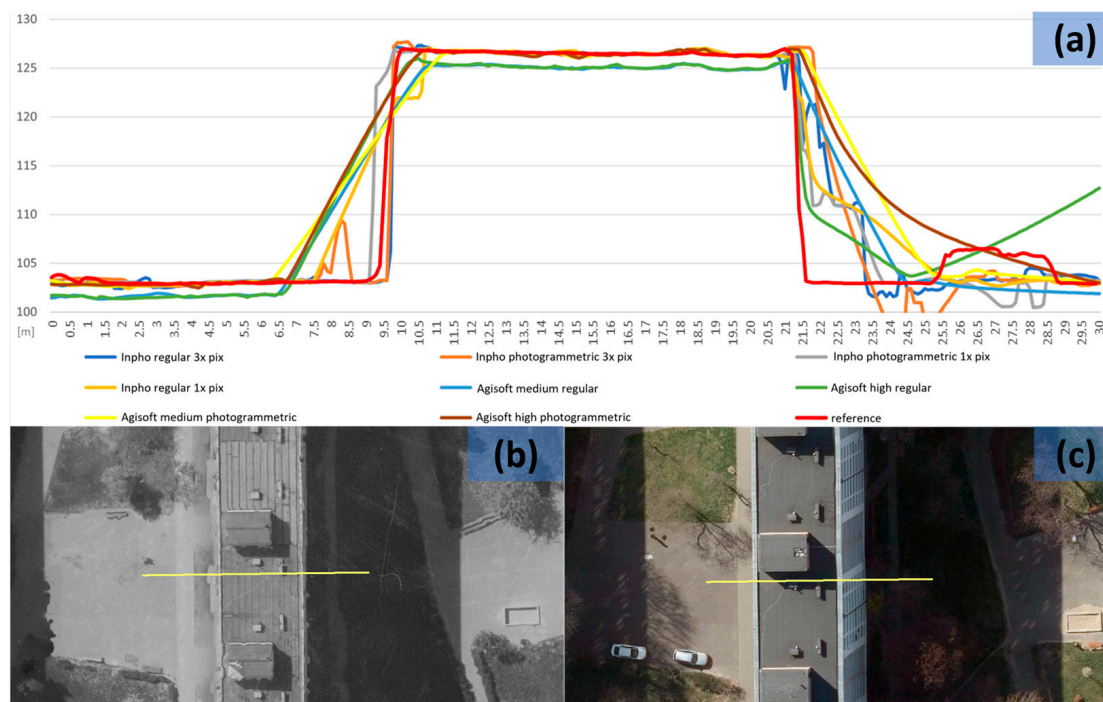 130
(a)
125
120
115
110
105
100
[m]
0 0.5 1 1.5 2 2.5 3 3.5 4 4.5 5 5.5 6 6.5 7 7.5 8 8.5 9 9.5 10 10.5 11 11.5 12 12.5 13 13.5 14 14.5 15 15.5 16 16.5 17 17.5 18 18.5 19 19.5 20 20.5 21 21.5 22 22.5 23 23.5 24 24.5 25 25.5 26 26.5 27 27.5 28 28.5 29 29.5 30
Inpho regular 3x pix Inpho photogrammetric 3x pix Inpho photogrammetric 1x pix
Inpho regular 1x pix Agisoft medium regular Agisoft high regular
Agisoft medium photogrammetric Agisoft high photogrammetric reference
(b) (c)